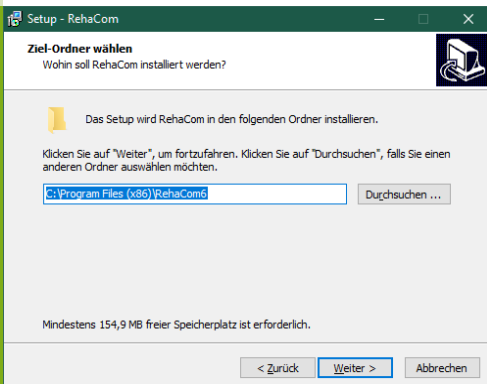 Setup - RehaCom
Ziel-Ordner wählen
Wohin soll RehaCom installiert werden?
Das Setup wird RehaCom in den folgenden Ordner installieren.
Klicken Sie auf "Weiter", um fortzufahren. Klicken Sie auf "Durchsuchen", falls Sie einen
anderen Ordner auswählen möchten.
C:\Program Files (x86)\RehaCom6
Durchsuchen ...
Mindestens 154,9 MB freier Speicherplatz ist erforderlich.
< Zurück Weiter > Abbrechen